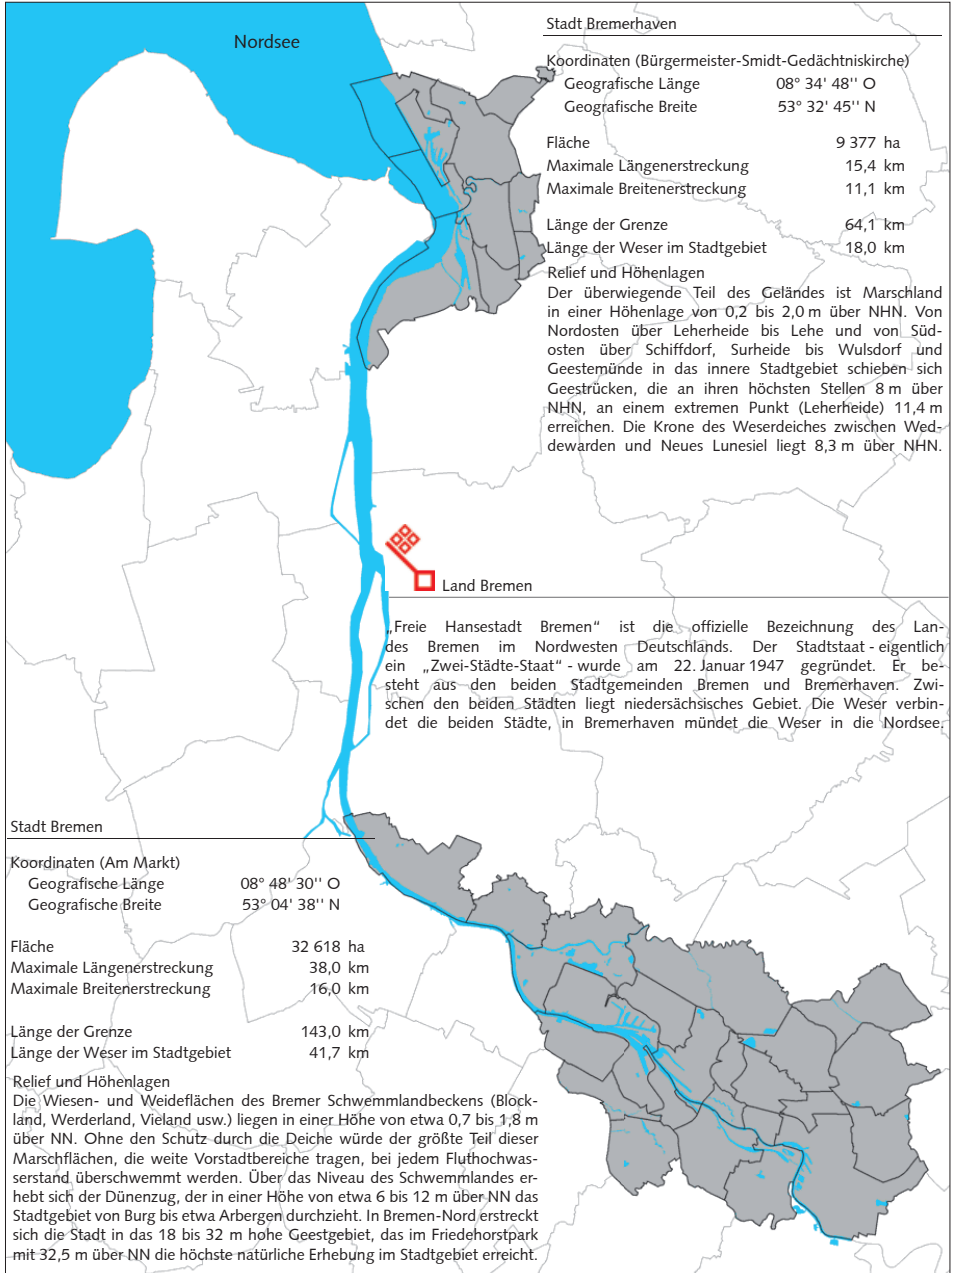 Nordsee
Stadt Bremerhaven
Koordinaten (Bürgermeister-Smidt-Gedächtniskirche)
Geografische Länge 08° 34' 48'' O
Geografische Breite 53° 32' 45'' N
Fläche 9 377 ha
Maximale Längenerstreckung 15,4 km
Maximale Breitenerstreckung 11,1 km
Länge der Grenze 64,1 km
Länge der Weser im Stadtgebiet 18,0 km
Relief und Höhenlagen
Der überwiegende Teil des Geländes ist Marschland
in einer Höhenlage von 0,2 bis 2,0 m über NHN. Von
Nordosten über Leherheide bis Lehe und von Süd-
osten über Schiffdorf, Surheide bis Wulsdorf und
Geestemünde in das innere Stadtgebiet schieben sich
Geestrücken, die an ihren höchsten Stellen 8 m über
NHN, an einem extremen Punkt (Leherheide) 11,4 m
erreichen. Die Krone des Weserdeiches zwischen Wed-
dewarden und Neues Lunesiel liegt 8,3 m über NHN.
Land Bremen
„Freie Hansestadt Bremen“ ist die offizielle Bezeichnung des Lan-
des Bremen im Nordwesten Deutschlands. Der Stadtstaat - eigentlich
ein „Zwei-Städte-Staat“ - wurde am 22. Januar 1947 gegründet. Er be-
steht aus den beiden Stadtgemeinden Bremen und Bremerhaven. Zwi-
schen den beiden Städten liegt niedersächsisches Gebiet. Die Weser verbin-
det die beiden Städte, in Bremerhaven mündet die Weser in die Nordsee.
Stadt Bremen
Koordinaten (Am Markt)
Geografische Länge 08° 48' 30'' O
Geografische Breite 53° 04' 38'' N
Fläche 32 618 ha
Maximale Längenerstreckung 38,0 km
Maximale Breitenerstreckung 16,0 km
Länge der Grenze 143,0 km
Länge der Weser im Stadtgebiet 41,7 km
Relief und Höhenlagen
Die Wiesen- und Weideflächen des Bremer Schwemmlandbeckens (Block-
land, Werderland, Vieland usw.) liegen in einer Höhe von etwa 0,7 bis 1,8 m
über NN. Ohne den Schutz durch die Deiche würde der größte Teil dieser
Marschflächen, die weite Vorstadtbereiche tragen, bei jedem Fluthochwas-
serstand überschwemmt werden. Über das Niveau des Schwemmlandes er-
hebt sich der Dünenzug, der in einer Höhe von etwa 6 bis 12 m über NN das
Stadtgebiet von Burg bis etwa Arbergen durchzieht. In Bremen-Nord erstreckt
sich die Stadt in das 18 bis 32 m hohe Geestgebiet, das im Friedehorstpark
mit 32,5 m über NN die höchste natürliche Erhebung im Stadtgebiet erreicht.